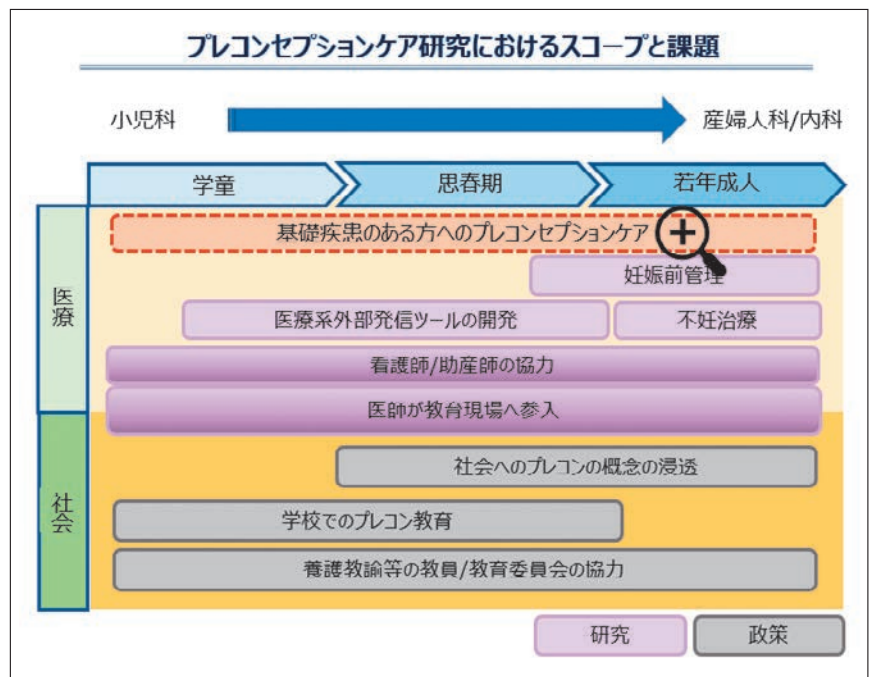 プレコンセプションケア研究におけるスコープと課題
小児科
産婦人科/内科
学童
思春期
若年成人
医療
基礎疾患のある方へのプレコンセプションケア
妊娠前管理
医療系外部発信ツールの開発
不妊治療
看護師/助産師の協力
医師が教育現場へ参入
社会
社会へのプレコンの概念の浸透
学校でのプレコン教育
養護教諭等の教員/教育委員会の協力
研究
政策